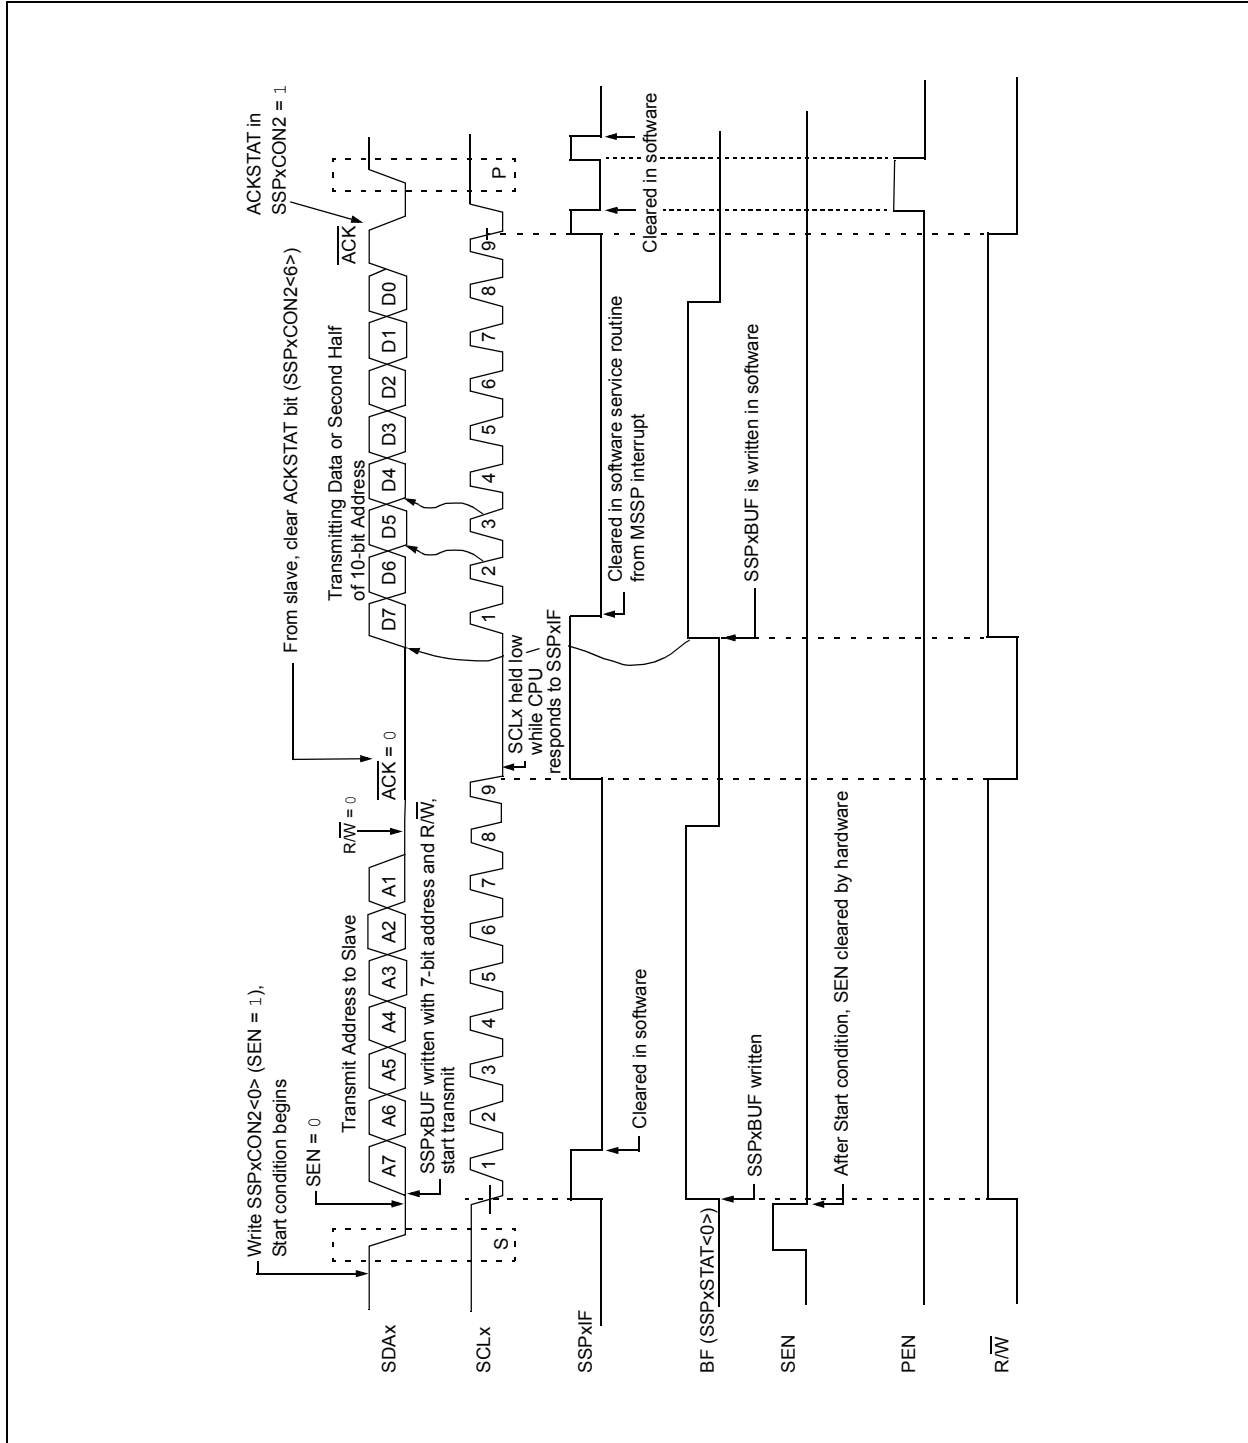 Write SSPxCON2<0> (SEN = 1),
Start condition begins
SEN = 0
From slave, clear ACKSTAT bit (SSPxCON2<6>)
ACKSTAT in
SSPxCON2 = 1
Transmit Address to Slave
R/W = 0
Transmitting Data or Second Half
of 10-bit Address
ACK
SDAx
A7 A6 A5 A4 A3 A2 A1
ACK = 0
D7 D6 D5 D4 D3 D2 D1 D0
SSPxBUF written with 7-bit address and R/W,
start transmit
SCLx
S
1 2 3 4 5 6 7 8 9
1 2 3 4 5 6 7 8 9
P
SCLx held low
while CPU
responds to SSPxIF
SSPxIF
Cleared in software
Cleared in software service routine
from MSSP interrupt
Cleared in software
BF (SSPxSTAT<0>)
SSPxBUF written
SSPxBUF is written in software
SEN
After Start condition, SEN cleared by hardware
PEN
R/W